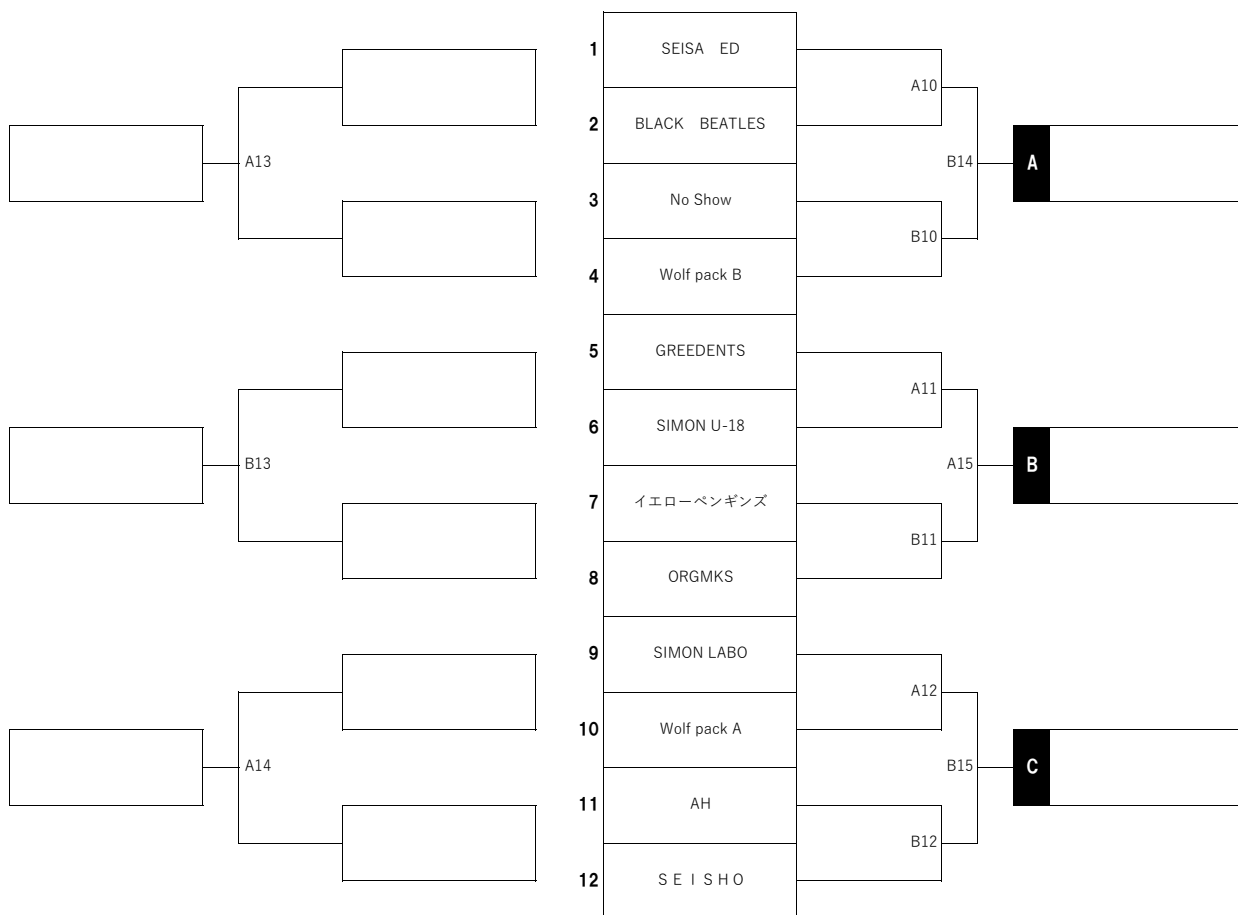 1 SEISA　ED
A10
2 BLACK　BEATLES
A13 B14 A
3 No Show
B10
4 Wolf pack B
5 GREEDENTS
A11
6 SIMON U-18
B13 A15 B
7 イエローペンギンズ
B11
8 ORGMKS
9 SIMON LABO
A12
10 Wolf pack A
A14 B15 C
11 AH
B12
12 ＳＥＩＳＨＯ